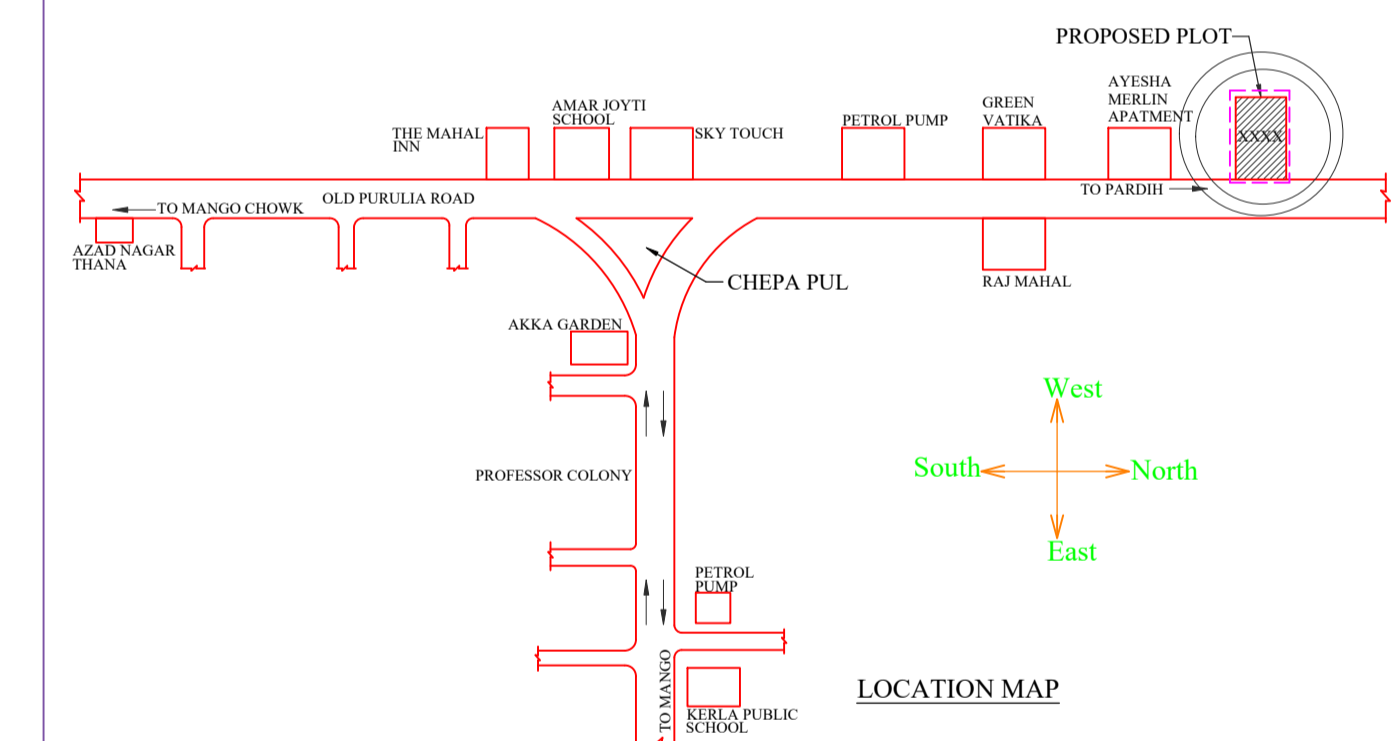 PROPOSED PLOT
AYESHA
MERLIN
APATMENT
GREEN
VATIKA
AMAR JOYTI
SCHOOL
PETROL PUMP
THE MAHAL
INN
SKY TOUCH
XXXX
TO PARDIH
OLD PURULIA ROAD
TO MANGO CHOWK
AZAD NAGAR
THANA
CHEPA PUL
RAJ MAHAL
AKKA GARDEN
West
South
North
East
PROFESSOR COLONY
PETROL
PUMP
TO MANGO
KERLA PUBLIC
SCHOOL
LOCATION MAP